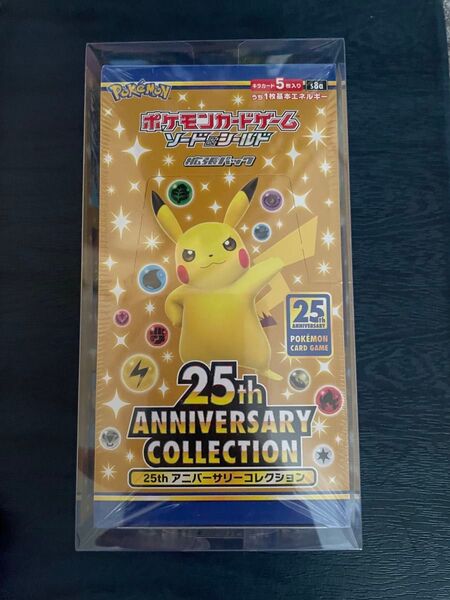 POKÉMON
キラカード5枚入り
s8a
うち1枚基本エネルギー
ポケモンカードゲーム
ソード&シールド
拡張パック
25th
ANNIVERSARY
POKÉMON
CARD GAME
25th
ANNIVERSARY
COLLECTION
25th アニバーサリーコレクション